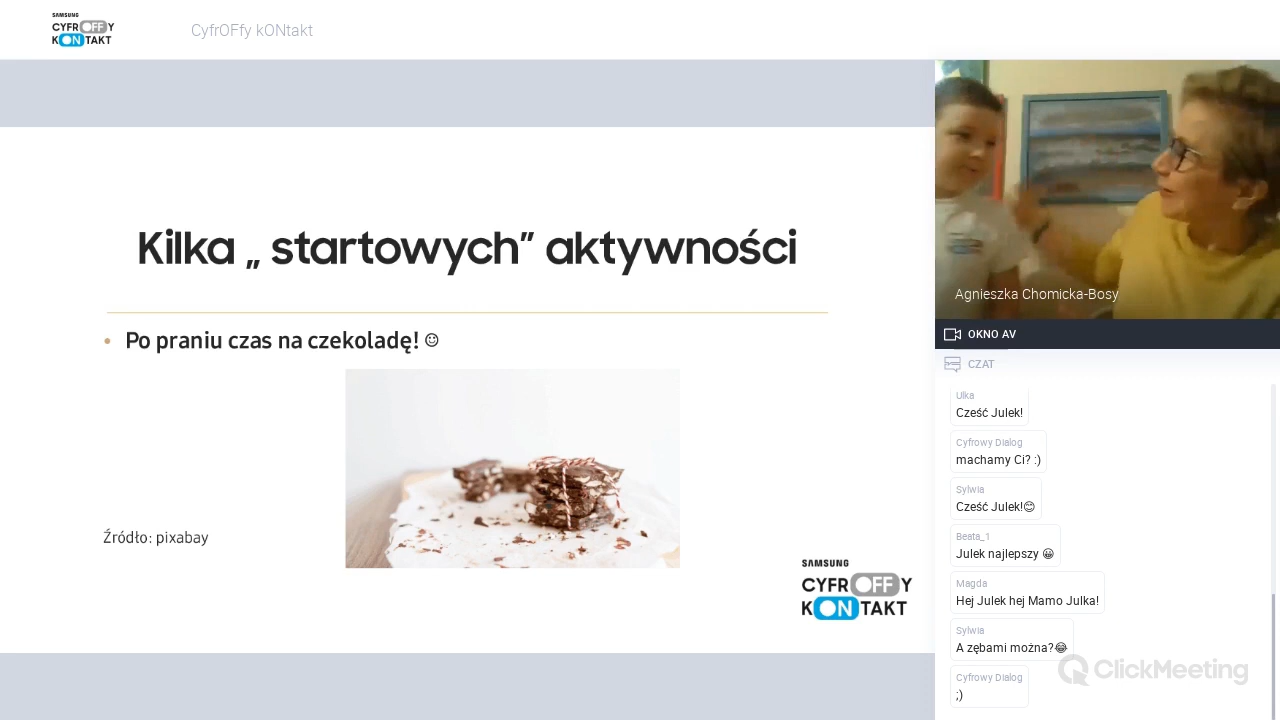 SAMSUNG
CYFROFFY
KONTAKT
CyfrOFfy kONtakt
Kilka „ startowych” aktywności
• Po praniu czas na czekoladę! ☺
Źródło: pixabay
SAMSUNG
CYFROFFY
KONTAKT
Agnieszka Chomicka-Bosy
OKNO AV
CZAT
Ulka
Cześć Julek!
Cyfrowy Dialog
machamy Ci? :)
Sylwia
Cześć Julek!😊
Beata_1
Julek najlepszy 😀
Magda
Hej Julek hej Mamo Julka!
Sylwia
A zębami można?😂
Cyfrowy Dialog
;)
ClickMeeting